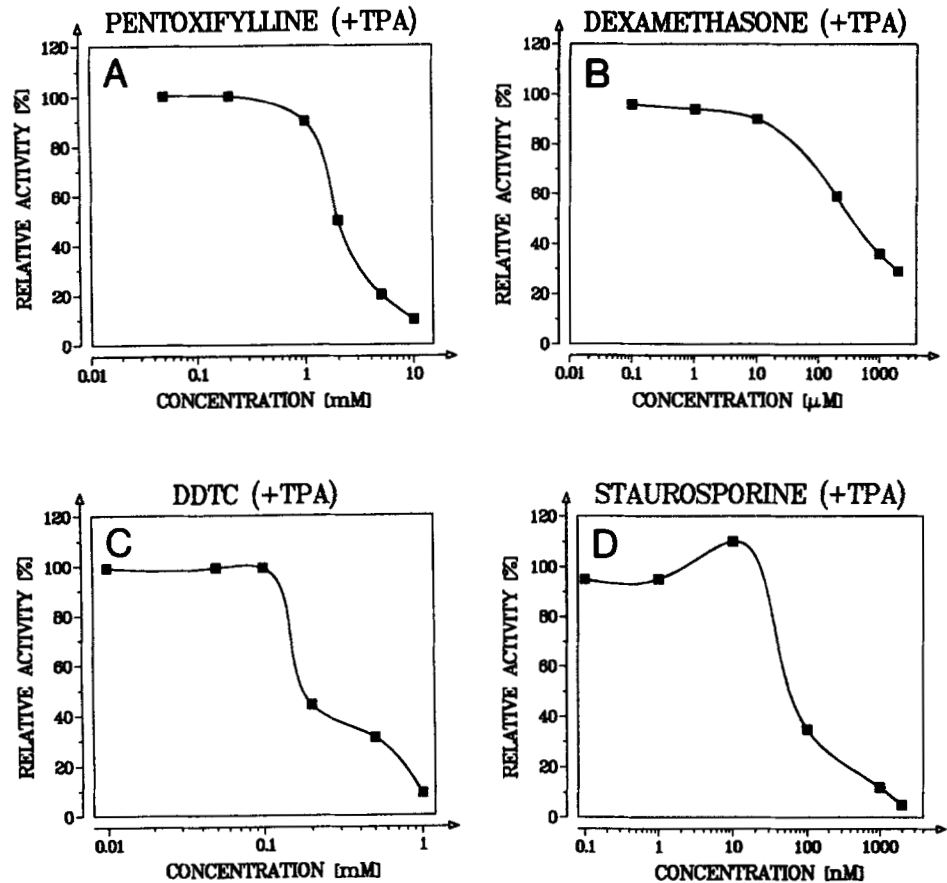 PENTOXIFYLLINE (+TPA)
A
RELATIVE ACTIVITY [%]
120
100
80
60
40
20
0
0.01 0.1 1 10
CONCENTRATION [mM]
DEXAMETHASONE (+TPA)
B
RELATIVE ACTIVITY [%]
120
100
80
60
40
20
0
0.01 0.1 1 10 100 1000
CONCENTRATION [μM]
DDTC (+TPA)
C
RELATIVE ACTIVITY [%]
120
100
80
60
40
20
0
0.01 0.1 1
CONCENTRATION [mM]
STAUROSPORINE (+TPA)
D
RELATIVE ACTIVITY [%]
120
100
80
60
40
20
0
0.1 1 10 100 1000
CONCENTRATION [nM]